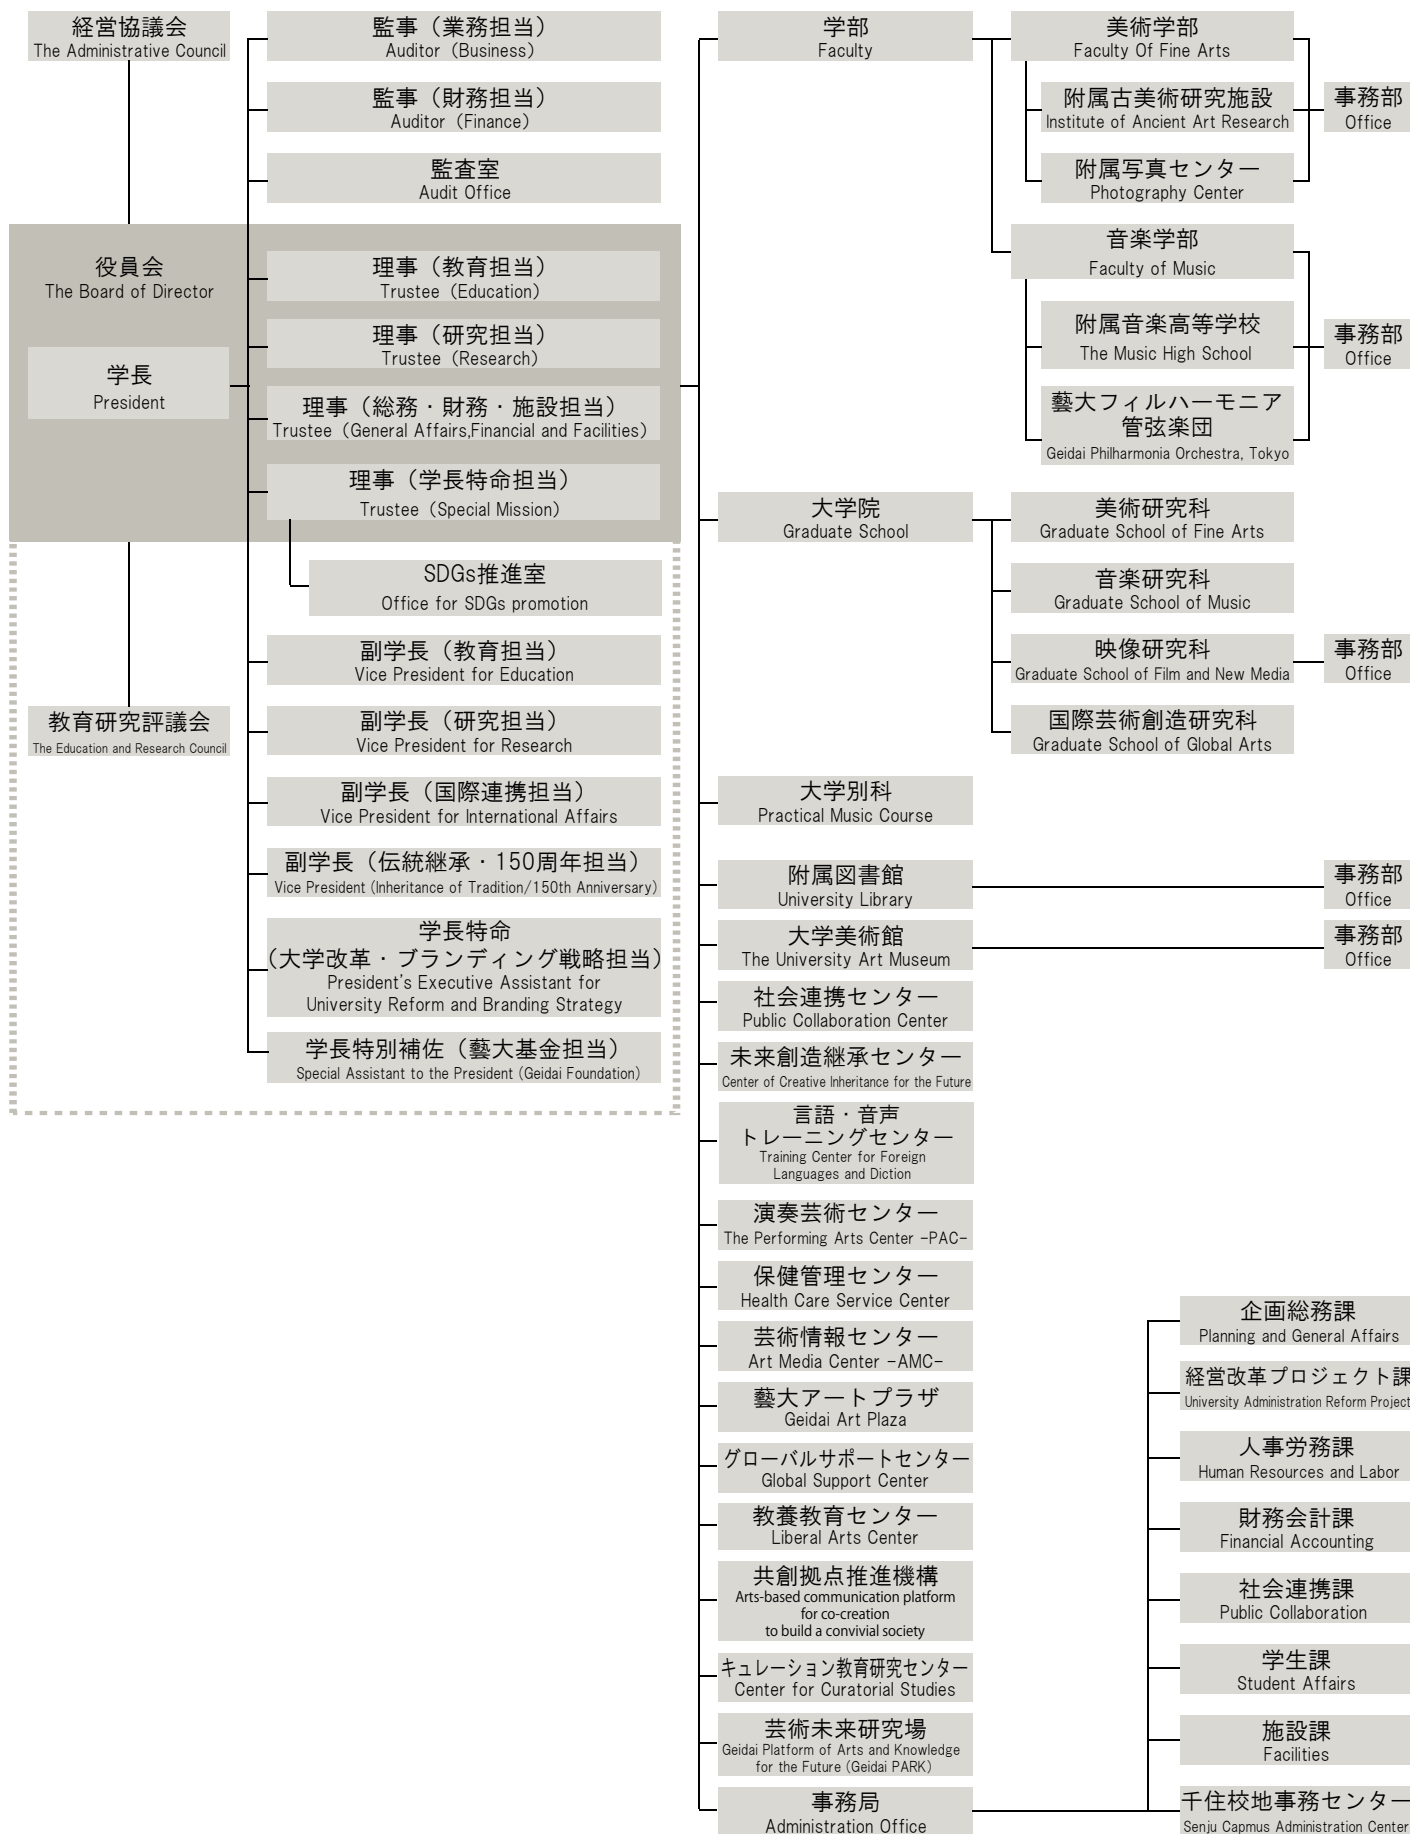 経営協議会
The Administrative Council
役員会
The Board of Director
学長
President
教育研究評議会
The Education and Research Council
監事（業務担当）
Auditor (Business)
監事（財務担当）
Auditor (Finance)
監査室
Audit Office
理事（教育担当）
Trustee (Education)
理事（研究担当）
Trustee (Research)
理事（総務・財務・施設担当）
Trustee (General Affairs,Financial and Facilities)
理事（学長特命担当）
Trustee (Special Mission)
SDGs推進室
Office for SDGs promotion
副学長（教育担当）
Vice President for Education
副学長（研究担当）
Vice President for Research
副学長（国際連携担当）
Vice President for International Affairs
副学長（伝統継承・150周年担当）
Vice President (Inheritance of Tradition/150th Anniversary)
学長特命
（大学改革・ブランディング戦略担当）
President's Executive Assistant for
University Reform and Branding Strategy
学長特別補佐（藝大基金担当）
Special Assistant to the President (Geidai Foundation)
学部
Faculty
美術学部
Faculty Of Fine Arts
附属古美術研究施設
Institute of Ancient Art Research
附属写真センター
Photography Center
事務部
Office
音楽学部
Faculty of Music
附属音楽高等学校
The Music High School
藝大フィルハーモニア
管弦楽団
Geidai Philharmonia Orchestra, Tokyo
事務部
Office
大学院
Graduate School
美術研究科
Graduate School of Fine Arts
音楽研究科
Graduate School of Music
映像研究科
Graduate School of Film and New Media
事務部
Office
国際芸術創造研究科
Graduate School of Global Arts
大学別科
Practical Music Course
附属図書館
University Library
事務部
Office
大学美術館
The University Art Museum
事務部
Office
社会連携センター
Public Collaboration Center
未来創造継承センター
Center of Creative Inheritance for the Future
言語・音声
トレーニングセンター
Training Center for Foreign
Languages and Diction
演奏芸術センター
The Performing Arts Center -PAC-
保健管理センター
Health Care Service Center
芸術情報センター
Art Media Center -AMC-
藝大アートプラザ
Geidai Art Plaza
グローバルサポートセンター
Global Support Center
教養教育センター
Liberal Arts Center
共創拠点推進機構
Arts-based communication platform
for co-creation
to build a convivial society
キュレーション教育研究センター
Center for Curatorial Studies
芸術未来研究場
Geidai Platform of Arts and Knowledge
for the Future (Geidai PARK)
事務局
Administration Office
企画総務課
Planning and General Affairs
経営改革プロジェクト課
University Administration Reform Project
人事労務課
Human Resources and Labor
財務会計課
Financial Accounting
社会連携課
Public Collaboration
学生課
Student Affairs
施設課
Facilities
千住校地事務センター
Senju Capmus Administration Center